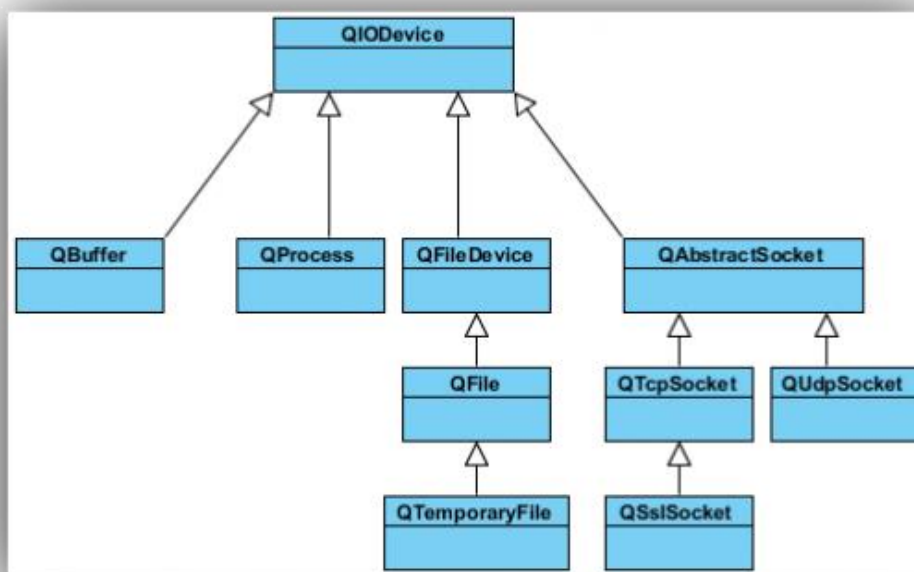 QIODevice
QBuffer
QProcess
QFileDevice
QAbstractSocket
QFile
QTcpSocket
QUdpSocket
QTemporaryFile
QSslSocket